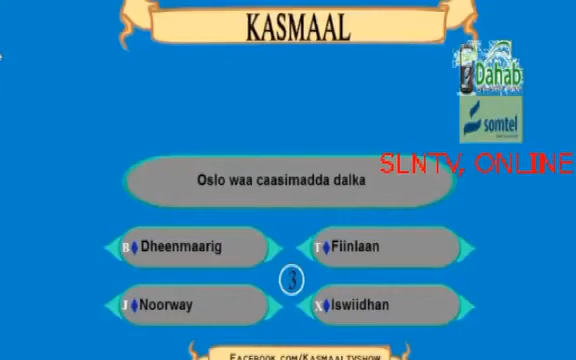 KASMAAL
Dahab
somtel
SLNTV, ONLINE
Oslo waa caasimadda dalka
B Dheenmaarig
T Fiinlaan
3
J Noorway
X Iswiidhan
FACEBOOK.COM/KASMAALTVSHOW